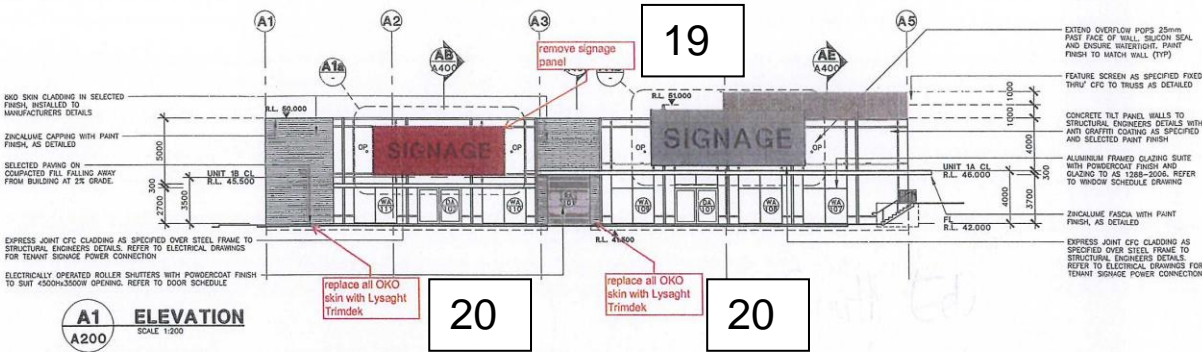 A1
A2
A3
A5
19
remove signage
panel
A1a
-
AB
A400
AE
A400
EXTEND OVERFLOW POPS 25mm
PAST FACE OF WALL, SILICON SEAL
AND ENSURE WATERTIGHT. PAINT
FINISH TO MATCH WALL (TYP)
FEATURE SCREEN AS SPECIFIED FIXED
THRU' CFC TO TRUSS AS DETAILED
CONCRETE TILT PANEL WALLS TO
STRUCTURAL ENGINEERS DETAILS WITH
ANTI GRAFFITI COATING AS SPECIFIED
AND SELECTED PAINT FINISH
ALUMINIUM FRAMED GLAZING SUITE
WITH POWDERCOAT FINISH AND
GLAZING TO AS 1288-2006. REFER
TO WINDOW SCHEDULE DRAWING
ZINCALUME FASCIA WITH PAINT
FINISH, AS DETAILED
EXPRESS JOINT CFC CLADDING AS
SPECIFIED OVER STEEL FRAME TO
STRUCTURAL ENGINEERS DETAILS.
REFER TO ELECTRICAL DRAWINGS FOR
TENANT SIGNAGE POWER CONNECTION
OKO SKIN CLADDING IN SELECTED
FINISH, INSTALLED TO
MANUFACTURERS DETAILS
ZINCALUME CAPPING WITH PAINT
FINISH, AS DETAILED
SELECTED PAVING ON
COMPACTED FILL FALLING AWAY
FROM BUILDING AT 2% GRADE.
EXPRESS JOINT CFC CLADDING AS SPECIFIED OVER STEEL FRAME TO
STRUCTURAL ENGINEERS DETAILS. REFER TO ELECTRICAL DRAWINGS
FOR TENANT SIGNAGE POWER CONNECTION
ELECTRICALLY OPERATED ROLLER SHUTTERS WITH POWDERCOAT FINISH
TO SUIT 4500Hx3500W OPENING. REFER TO DOOR SCHEDULE
R.L. 50.000
R.L. 51.000
5000
300
2700
3500
UNIT 1B CL
R.L. 45.500
OP
SIGNAGE
OP
OP
SIGNAGE
OP
1000
1000
4000
300
4000
3700
UNIT 1A CL
R.L. 46.000
FL
R.L. 42.000
R.L. 41.500
replace all OKO
skin with Lysaght
Trimdek
20
replace all OKO
skin with Lysaght
Trimdek
20
A1
A200
ELEVATION
SCALE 1:200